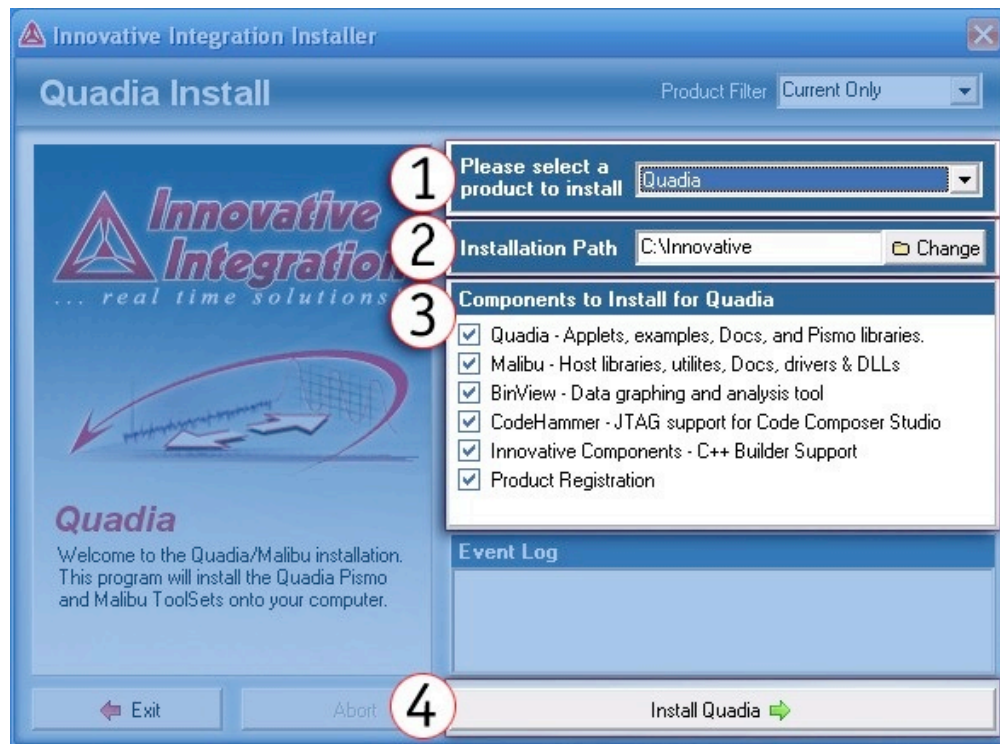 Innovative Integration Installer
Quadia Install
Product Filter Current Only
Innovative
Integration
... real time solutions!
Quadia
Welcome to the Quadia/Malibu installation.
This program will install the Quadia Pismo
and Malibu ToolSets onto your computer.
1
Please select a
product to install
Quadia
2
Installation Path C:\Innovative Change
3
Components to Install for Quadia
Quadia - Applets, examples, Docs, and Pismo libraries.
Malibu - Host libraries, utilites, Docs, drivers & DLLs
BinView - Data graphing and analysis tool
CodeHammer - JTAG support for Code Composer Studio
Innovative Components - C++ Builder Support
Product Registration
Event Log
Exit
Abort
4
Install Quadia